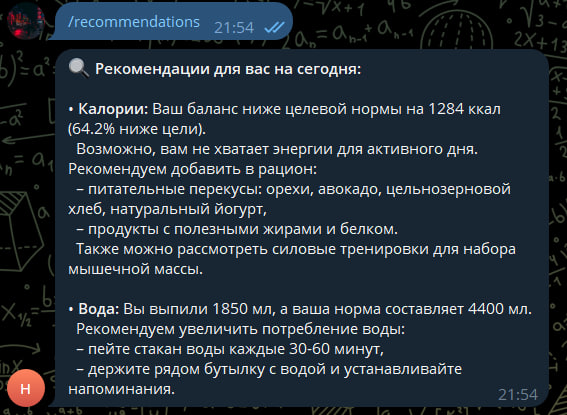 /recommendations
21:54
🔍 Рекомендации для вас на сегодня:
• Калории: Ваш баланс ниже целевой нормы на 1284 ккал
(64.2% ниже цели).
Возможно, вам не хватает энергии для активного дня.
Рекомендуем добавить в рацион:
– питательные перекусы: орехи, авокадо, цельнозерновой
хлеб, натуральный йогурт,
– продукты с полезными жирами и белком.
Также можно рассмотреть силовые тренировки для набора
мышечной массы.
• Вода: Вы выпили 1850 мл, а ваша норма составляет 4400 мл.
Рекомендуем увеличить потребление воды:
– пейте стакан воды каждые 30-60 минут,
– держите рядом бутылку с водой и устанавливайте
напоминания.
21:54
Н